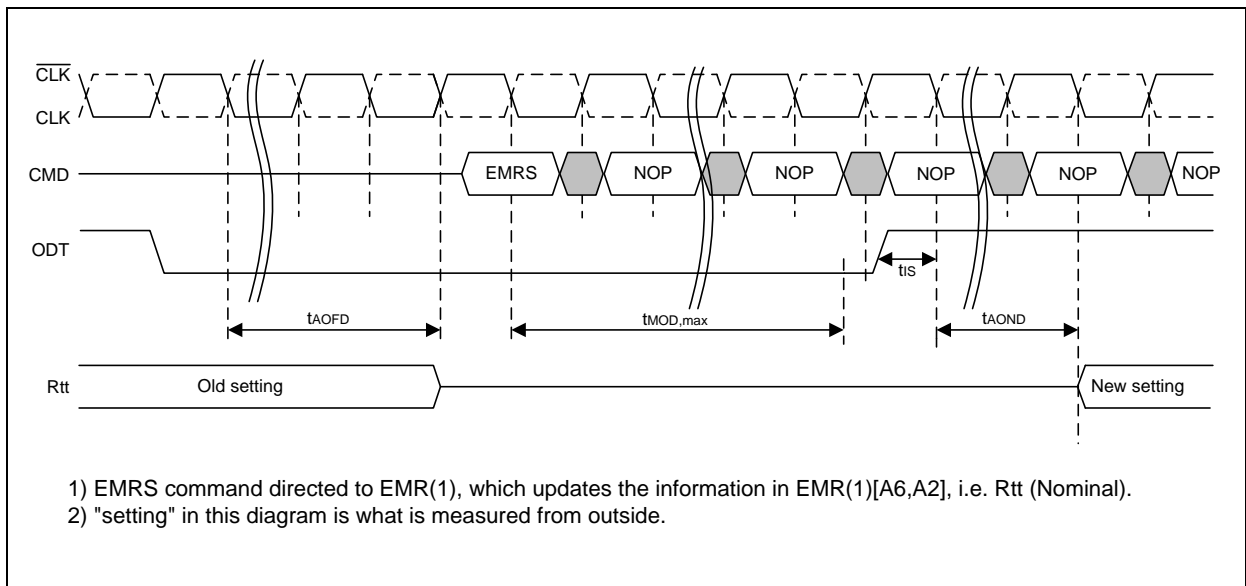 CLK
CLK
CMD
EMRS
NOP
NOP
NOP
NOP
NOP
ODT
tIS
tAOFD
tMOD,max
tAOND
Rtt
Old setting
New setting
1) EMRS command directed to EMR(1), which updates the information in EMR(1)[A6,A2], i.e. Rtt (Nominal).
2) "setting" in this diagram is what is measured from outside.